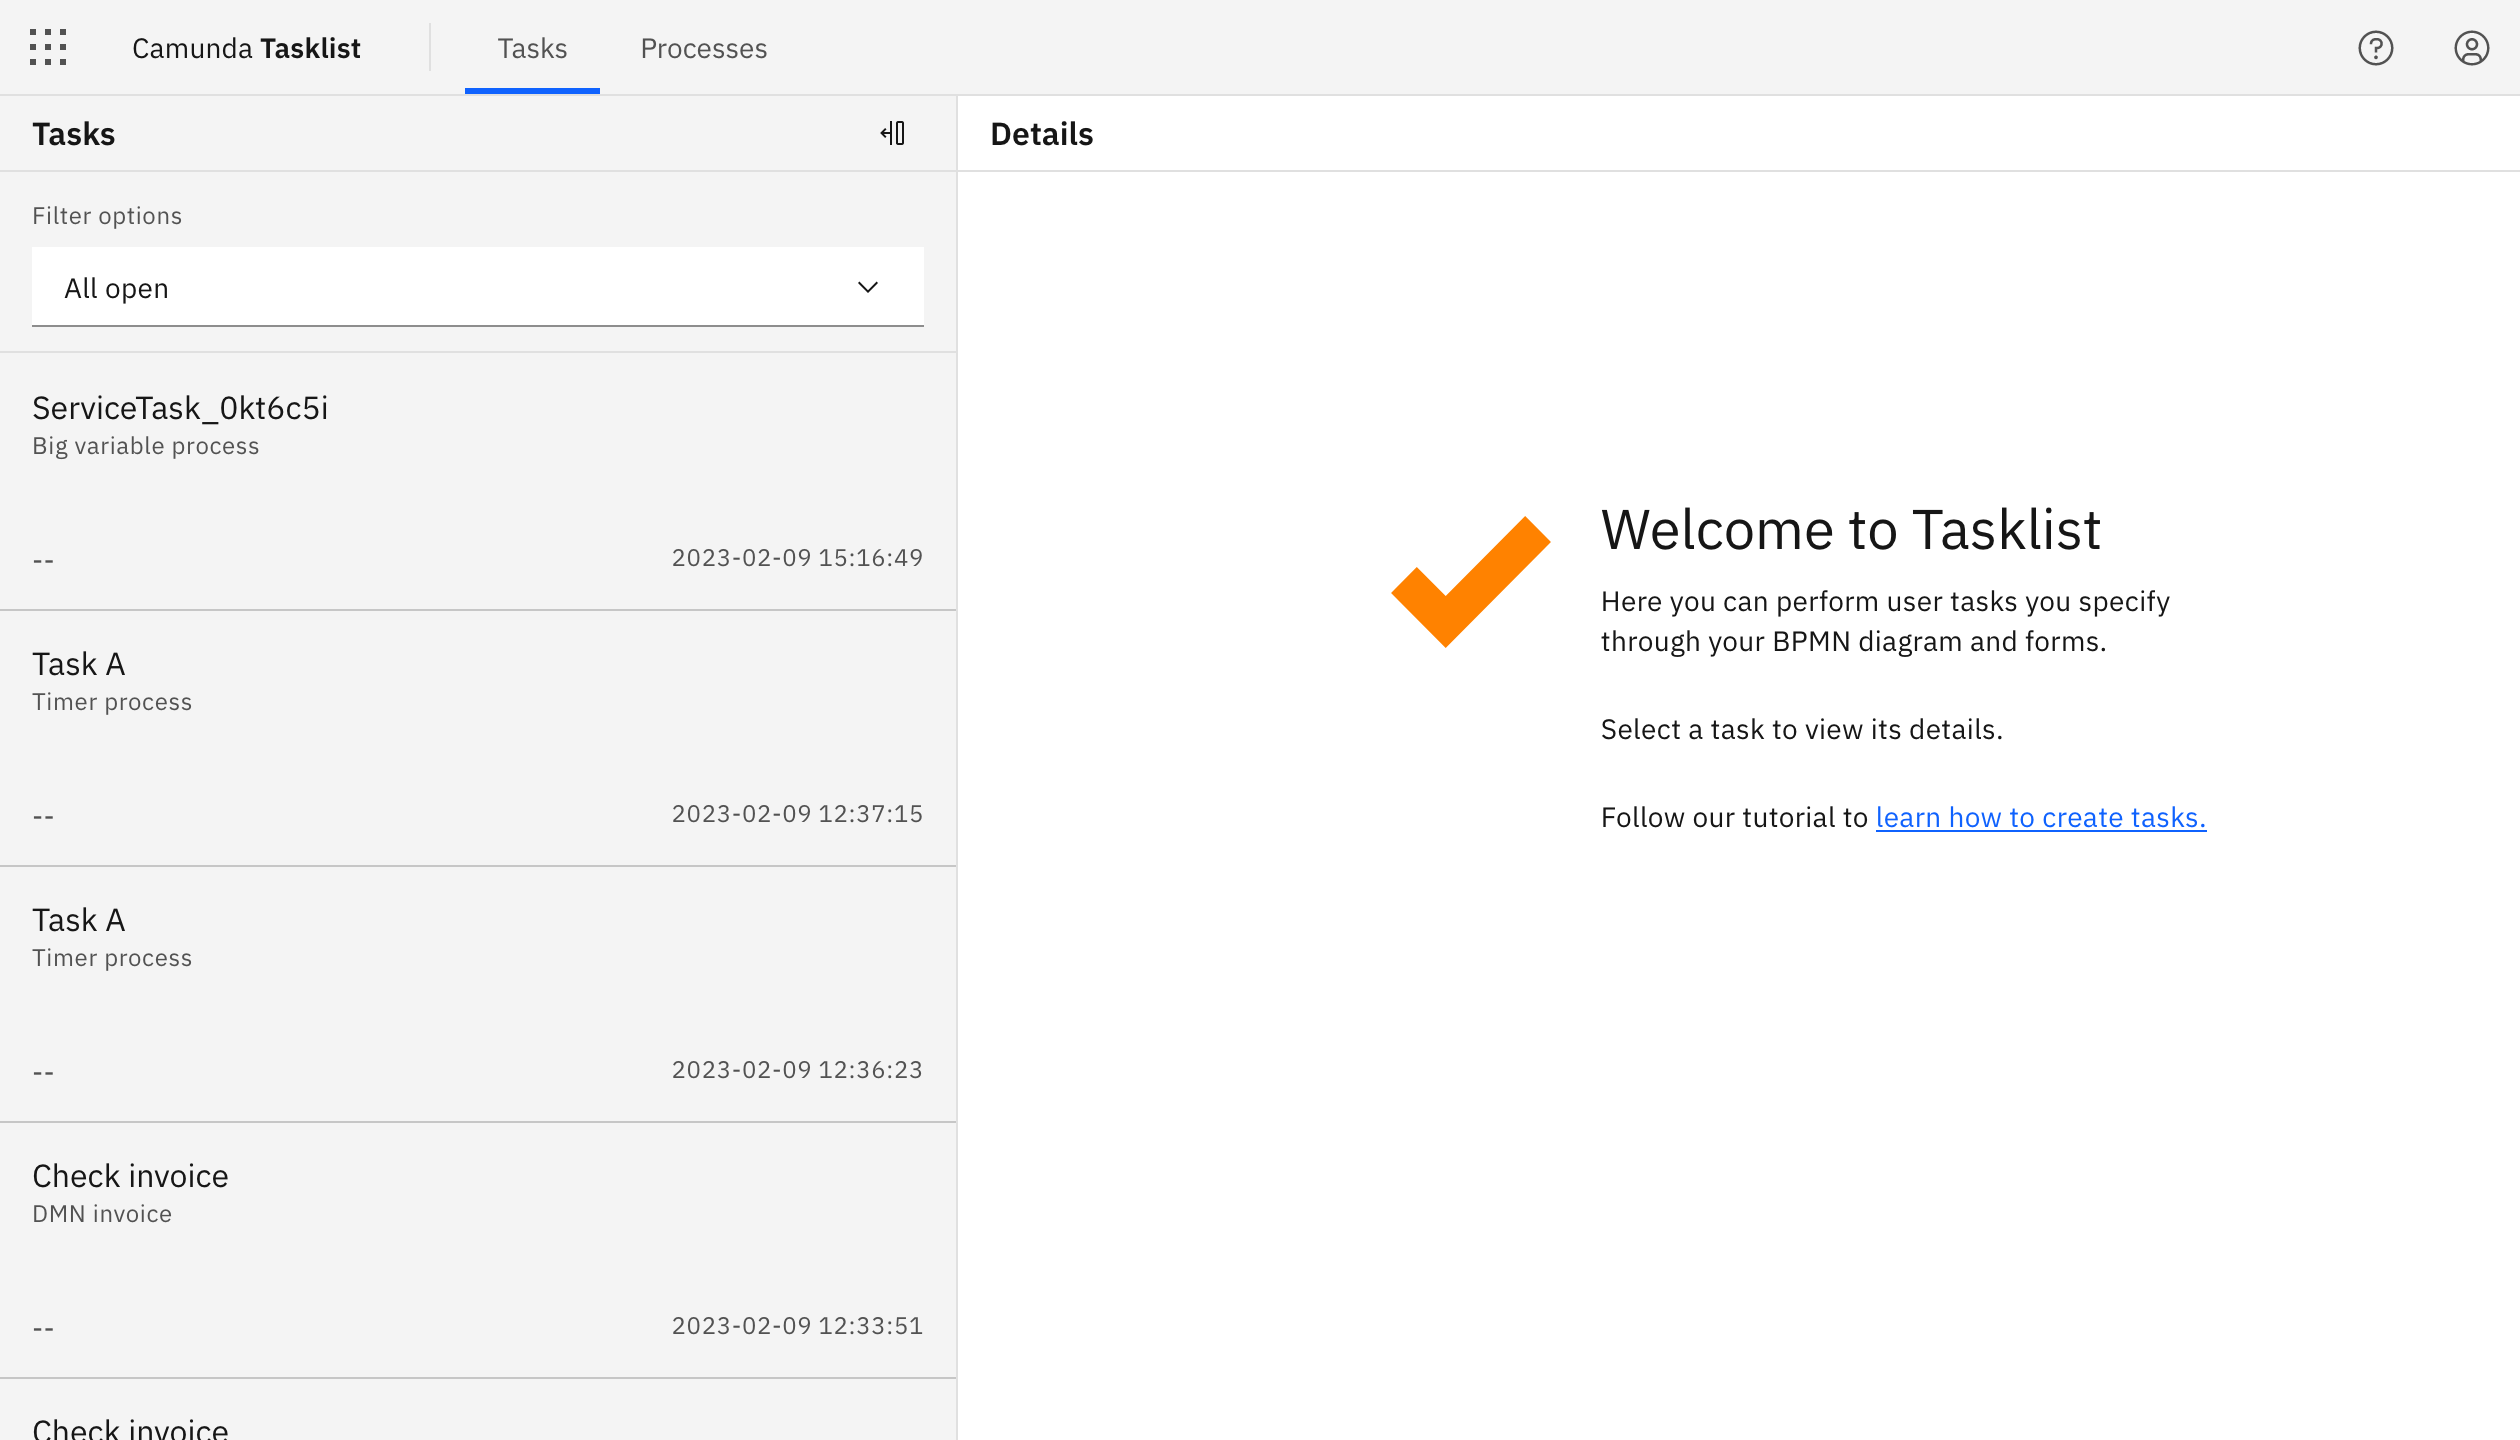 Camunda Tasklist
Tasks
Processes
Tasks
Details
Filter options
All open
ServiceTask_0kt6c5i
Big variable process
--
2023-02-09 15:16:49
Task A
Timer process
--
2023-02-09 12:37:15
Task A
Timer process
--
2023-02-09 12:36:23
Check invoice
DMN invoice
--
2023-02-09 12:33:51
Check invoice
Welcome to Tasklist
Here you can perform user tasks you specify
through your BPMN diagram and forms.
Select a task to view its details.
Follow our tutorial to learn how to create tasks.